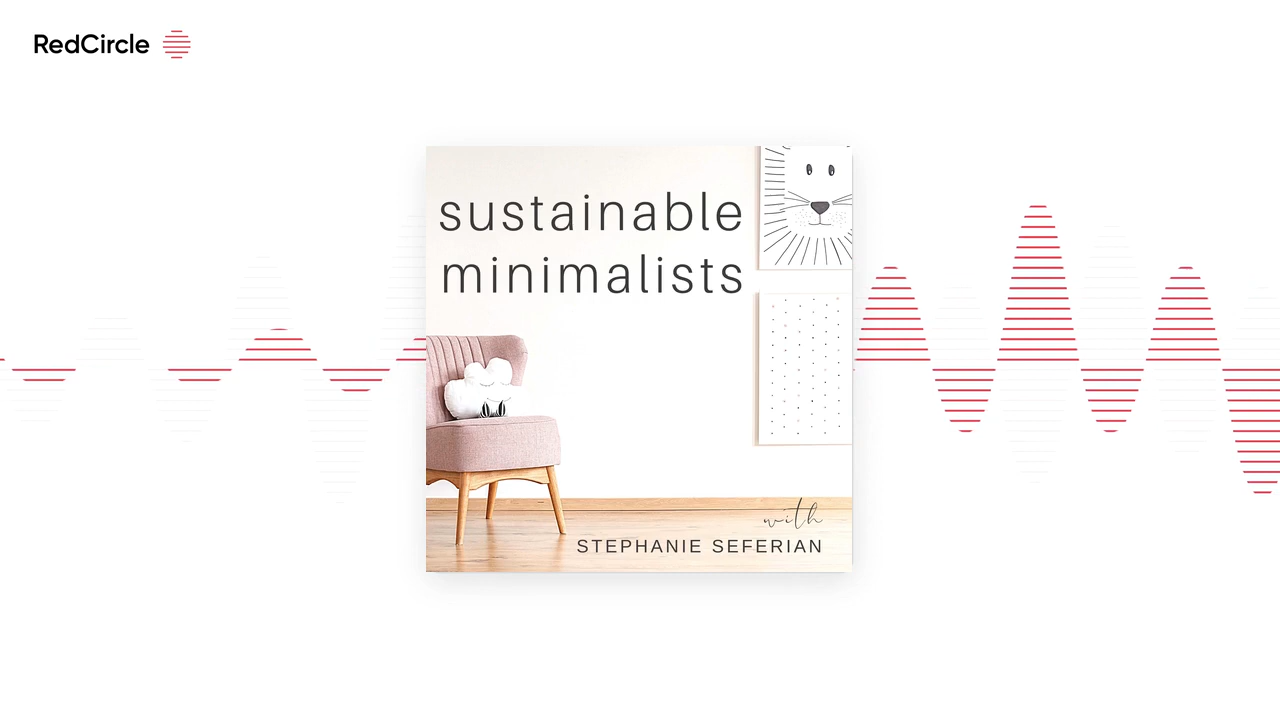 RedCircle
sustainable
minimalists
with
STEPHANIE SEFERIAN